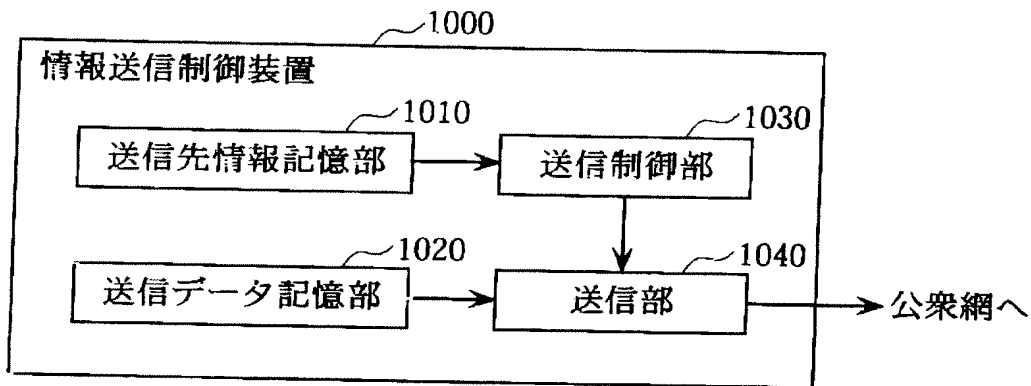 1000
情報送信制御装置
1010
1030
送信先情報記憶部
送信制御部
1020
1040
送信データ記憶部
送信部
公衆網へ